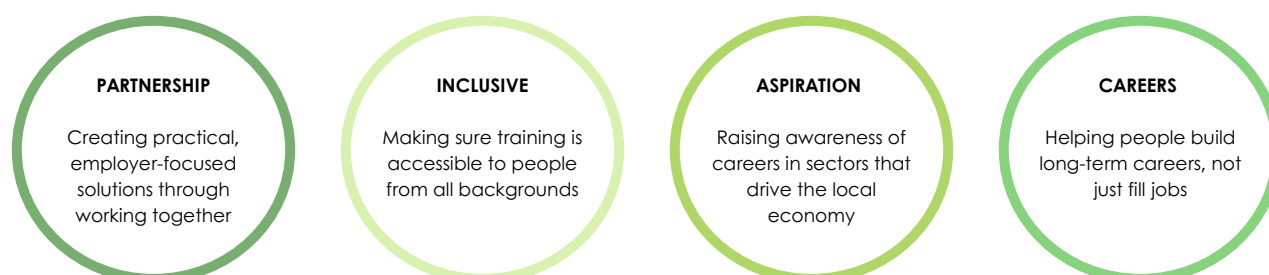 PARTNERSHIP
Creating practical,
employer-focused
solutions through
working together
INCLUSIVE
Making sure training is
accessible to people
from all backgrounds
ASPIRATION
Raising awareness of
careers in sectors that
drive the local
economy
CAREERS
Helping people build
long-term careers, not
just fill jobs